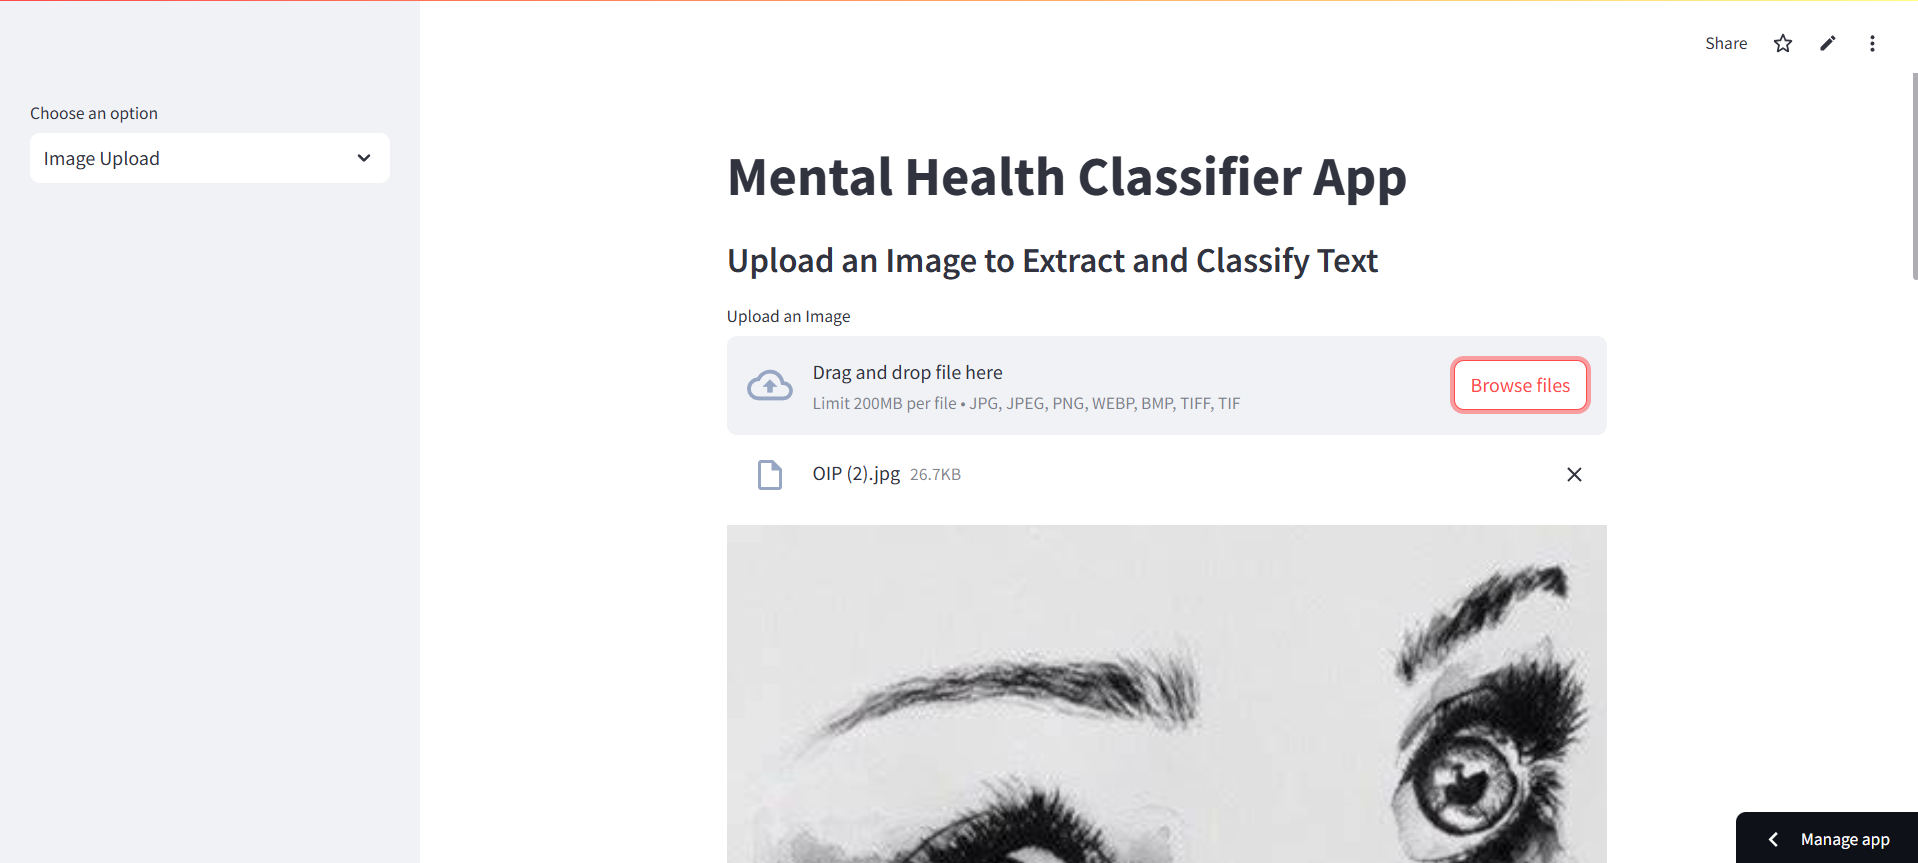 Share
Choose an option
Image Upload
Mental Health Classifier App
Upload an Image to Extract and Classify Text
Upload an Image
Drag and drop file here
Limit 200MB per file • JPG, JPEG, PNG, WEBP, BMP, TIFF, TIF
Browse files
OIP (2).jpg 26.7KB
Manage app